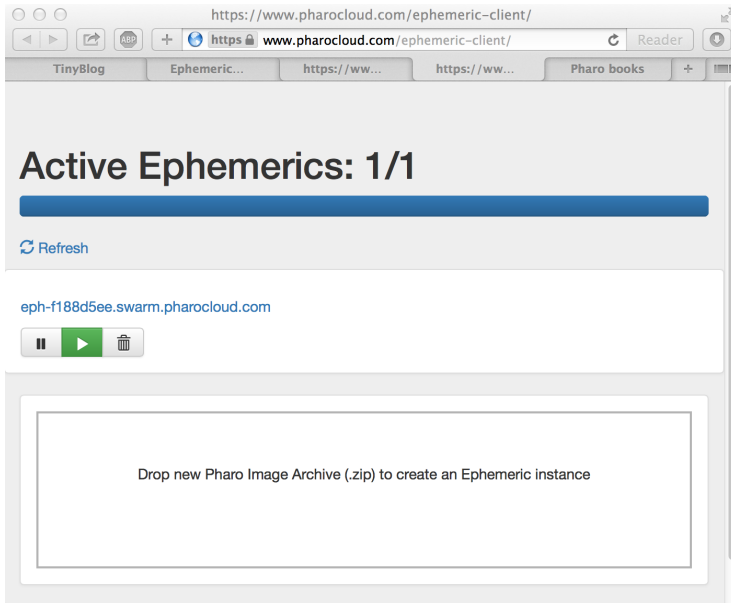 https://www.pharocloud.com/ephemeric-client/
ABP
https www.pharocloud.com/ephemeric-client/
Reader
TinyBlog
Ephemeric...
https://ww...
https://ww...
Pharo books
Active Ephemerics: 1/1
Refresh
eph-f188d5ee.swarm.pharocloud.com
Drop new Pharo Image Archive (.zip) to create an Ephemeric instance